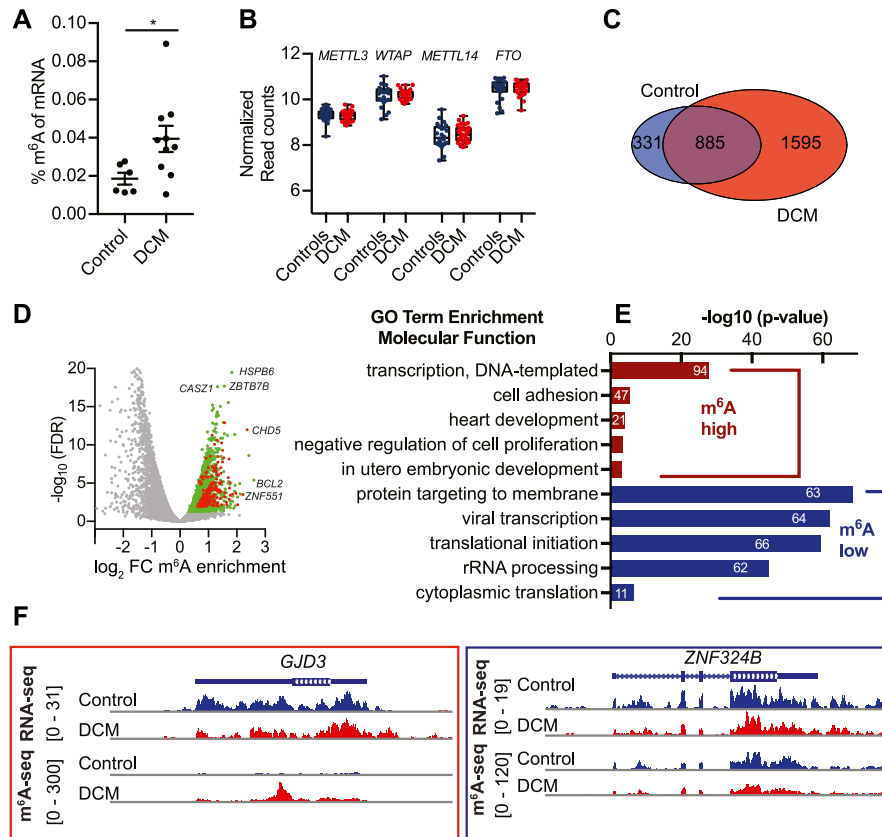 A
0.10
0.08
0.06
0.04
0.02
0.00
% m⁶A of mRNA
*
Control
DCM
B
METTL3 WTAP METTL14 FTO
12
10
8
6
Normalized
Read counts
Controls
DCM
Controls
DCM
Controls
DCM
Controls
DCM
C
Control
331 885 1595
DCM
D
20
15
10
5
0
-log₁₀ (FDR)
HSPB6
CASZ1 ZBTB7B
CHD5
BCL2
ZNF551
-2 -1 0 1 2 3
log₂ FC m⁶A enrichment
GO Term Enrichment
Molecular Function
E
-log10 (p-value)
0 20 40 60
transcription, DNA-templated 94
cell adhesion 47
heart development 21
negative regulation of cell proliferation
in utero embryonic development
m⁶A
high
protein targeting to membrane 63
viral transcription 64
translational initiation 66
rRNA processing 62
cytoplasmic translation 11
m⁶A
low
F
GJD3
RNA-seq
[0 - 31]
Control
DCM
m⁶A-seq
[0 - 300]
Control
DCM
ZNF324B
RNA-seq
[0 - 19]
Control
DCM
m⁶A-seq
[0 -120]
Control
DCM